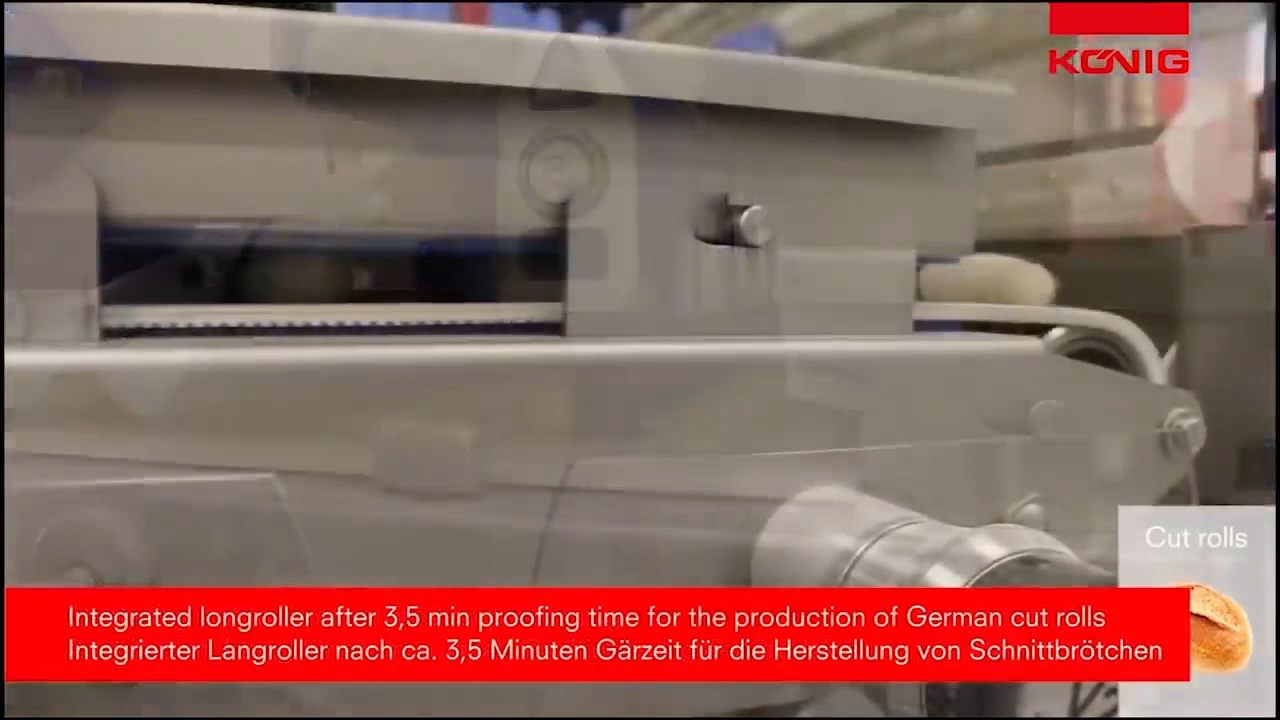 KÖNIG
Cut rolls
Integrated longroller after 3,5 min proofing time for the production of German cut rolls
Integrierter Langroller nach ca. 3,5 Minuten Gärzeit für die Herstellung von Schnittbrötchen